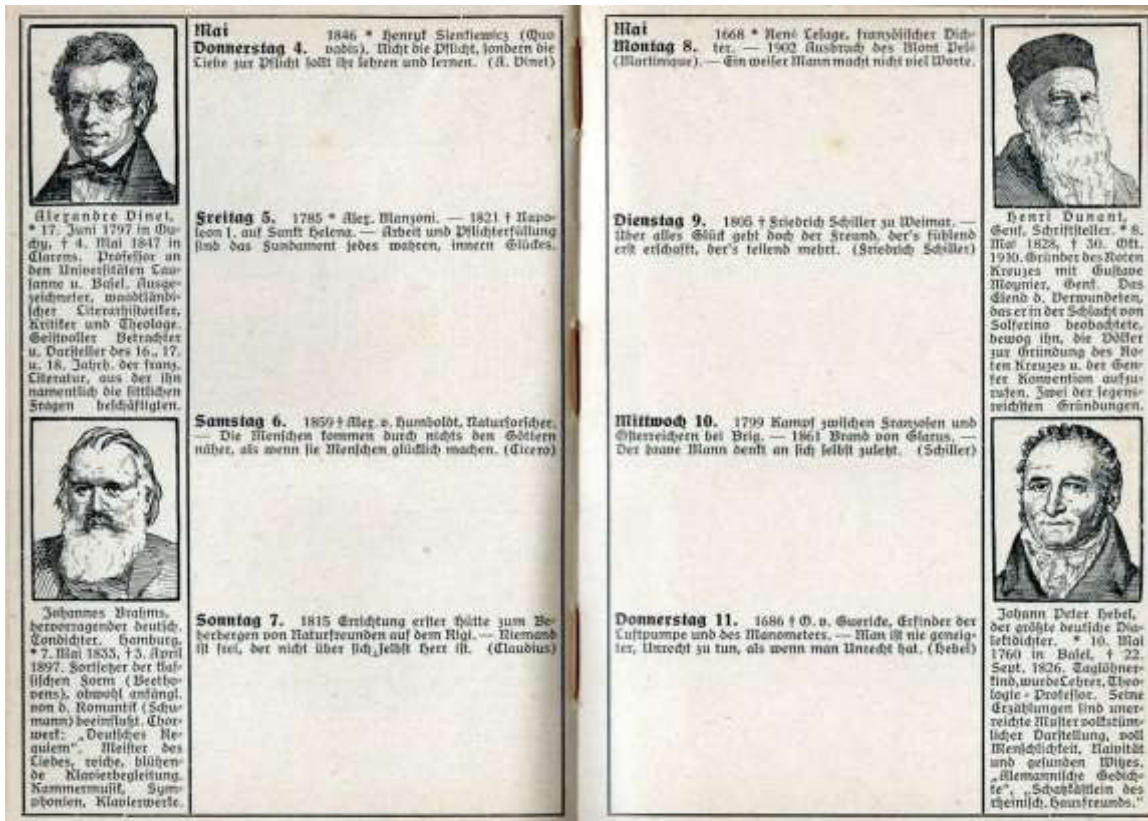 Alexandre Vinet,
* 17. Juni 1797 in Ou-
chy, † 4. Mai 1847 in
Clarens. Professor an
den Universitäten Lau-
sanne u. Basel. Ausge-
zeichneter, waadtländi-
scher Literarhistoriker,
Kritiker und Theologe.
Geistvoller Betrachter
u. Darsteller des 16., 17.
u. 18. Jahrh. der franz.
Literatur, aus der ihn
namentlich die sittlichen
Fragen beschäftigten.
Johannes Brahms,
hervorragender deutsch.
Tondichter. Hamburg.
* 7. Mai 1833, † 3. April
1897. Fortsetzer der klas-
sischen Form (Beetho-
vens), obwohl anfängl.
von d. Romantik (Schu-
mann) beeinflußt. Chor-
werk: „Deutsches Re-
quiem“. Meister des
Liedes, reiche, blühen-
de Klavierbegleitung.
Kammermusik, Sym-
phonien, Klavierwerke.
Mai 1846 * Henryk Sienkiewicz (Quo
Donnerstag 4. vadis). Nicht die Pflicht, sondern die
Liebe zur Pflicht sollt ihr lehren und lernen. (A. Vinet)
Freitag 5. 1785 * Alex. Manzoni. — 1821 † Napo-
leon I. auf Sankt Helena. — Arbeit und Pflichterfüllung
sind das Fundament jedes wahren, innern Glückes.
Samstag 6. 1859 † Alex. v. Humboldt, Naturforscher.
— Die Menschen kommen durch nichts den Göttern
näher, als wenn sie Menschen glücklich machen. (Cicero)
Sonntag 7. 1815 Errichtung erster Hütte zum Be-
herbergen von Naturfreunden auf dem Rigi. — Niemand
ist frei, der nicht über sich selbst Herr ist. (Claudius)
Mai 1668 * René Lesage, französischer Dich-
Montag 8. ter. — 1902 Ausbruch des Mont Pelé
(Martinique). — Ein weiser Mann macht nicht viel Worte.
Dienstag 9. 1805 † Friedrich Schiller zu Weimar. —
Über alles Glück geht doch der Freund, der's fühlend
erst erschafft, der's teilend mehrt. (Friedrich Schiller)
Mittwoch 10. 1799 Kampf zwischen Franzosen und
Österreichern bei Brig. — 1861 Brand von Glarus. —
Der brave Mann denkt an sich selbst zuletzt. (Schiller)
Donnerstag 11. 1686 † O. v. Guericke, Erfinder der
Luftpumpe und des Manometers. — Man ist nie geneig-
ter, Unrecht zu tun, als wenn man Unrecht hat. (Hebel)
Henri Dunant,
Genf, Schriftsteller. * 8.
Mai 1828, † 30. Okt.
1910. Gründer des Roten
Kreuzes mit Gustave
Moynier, Genf. Das
Elend d. Verwundeten,
das er in der Schlacht von
Solferino beobachtete,
bewog ihn, die Völker
zur Gründung des Ro-
ten Kreuzes u. der Gen-
fer Konvention aufzu-
rufen. Zwei der segens-
reichsten Gründungen.
Johann Peter Hebel,
der größte deutsche Dia-
lektdichter. * 10. Mai
1760 in Basel, † 22.
Sept. 1826. Taglöhner-
kind, wurde Lehrer, Theo-
logie-Professor. Seine
Erzählungen sind uner-
reichte Muster volkstüm-
licher Darstellung, voll
Menschlichkeit, Naivität
und gesunden Witzes.
„Alemannische Gedich-
te“, „Schatzkästlein des
rheinisch. Hausfreunds.“